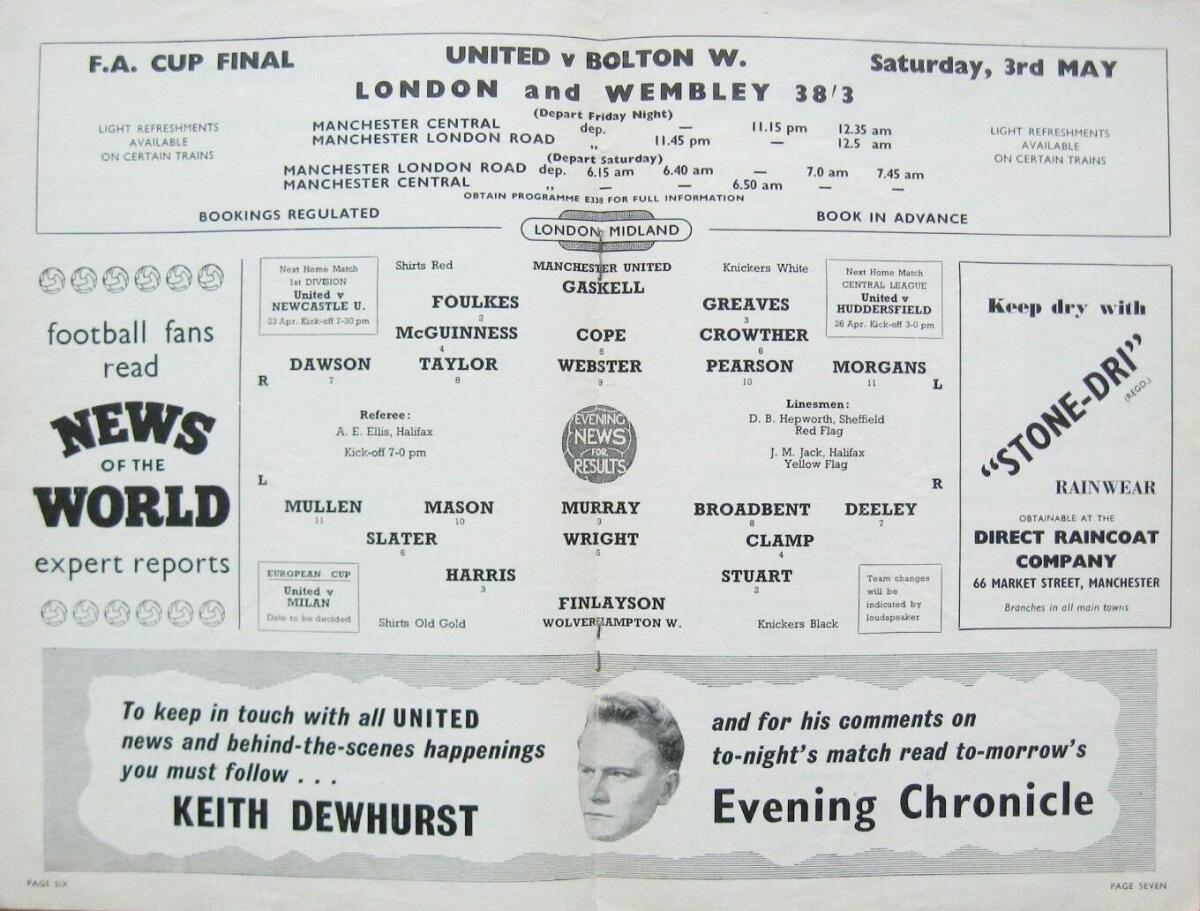 F.A. CUP FINAL
UNITED v BOLTON W.
Saturday, 3rd MAY
LONDON and WEMBLEY 38'3
LIGHT REFRESHMENTS
AVAILABLE
ON CERTAIN TRAINS
(Depart Friday Night)
MANCHESTER CENTRAL dep. — 11.15 pm 12.35 am
MANCHESTER LONDON ROAD „ 11.45 pm — 12.5 am
(Depart Saturday)
MANCHESTER LONDON ROAD dep. 6.15 am 6.40 am — 7.0 am 7.45 am
MANCHESTER CENTRAL „ — — 6.50 am — —
OBTAIN PROGRAMME E338 FOR FULL INFORMATION
LIGHT REFRESHMENTS
AVAILABLE
ON CERTAIN TRAINS
BOOKINGS REGULATED
BOOK IN ADVANCE
LONDON MIDLAND
football fans
read
NEWS
OF THE
WORLD
expert reports
Next Home Match
1st DIVISION
United v
NEWCASTLE U.
23 Apr. Kick-off 7-30 pm
Shirts Red
MANCHESTER UNITED
Knickers White
Next Home Match
CENTRAL LEAGUE
United v
HUDDERSFIELD
26 Apr. Kick-off 3-0 pm
GASKELL
FOULKES GREAVES
2 3
McGUINNESS COPE CROWTHER
4 5 6
DAWSON TAYLOR WEBSTER PEARSON MORGANS
R 7 8 9 10 11 L
Referee:
A. E. Ellis, Halifax
Kick-off 7-0 pm
EVENING
NEWS
FOR
RESULTS
Linesmen:
D. B. Hepworth, Sheffield
Red Flag
J. M. Jack, Halifax
Yellow Flag
L R
MULLEN MASON MURRAY BROADBENT DEELEY
11 10 9 8 7
SLATER WRIGHT CLAMP
6 5 4
HARRIS STUART
3 2
FINLAYSON
EUROPEAN CUP
United v
MILAN
Date to be decided
Shirts Old Gold
WOLVERHAMPTON W.
Knickers Black
Team changes
will be
indicated by
loudspeaker
Keep dry with
"STONE-DRI"
(REGD.)
RAINWEAR
OBTAINABLE AT THE
DIRECT RAINCOAT
COMPANY
66 MARKET STREET, MANCHESTER
Branches in all main towns
To keep in touch with all UNITED
news and behind-the-scenes happenings
you must follow . . .
KEITH DEWHURST
and for his comments on
to-night's match read to-morrow's
Evening Chronicle
PAGE SIX
PAGE SEVEN